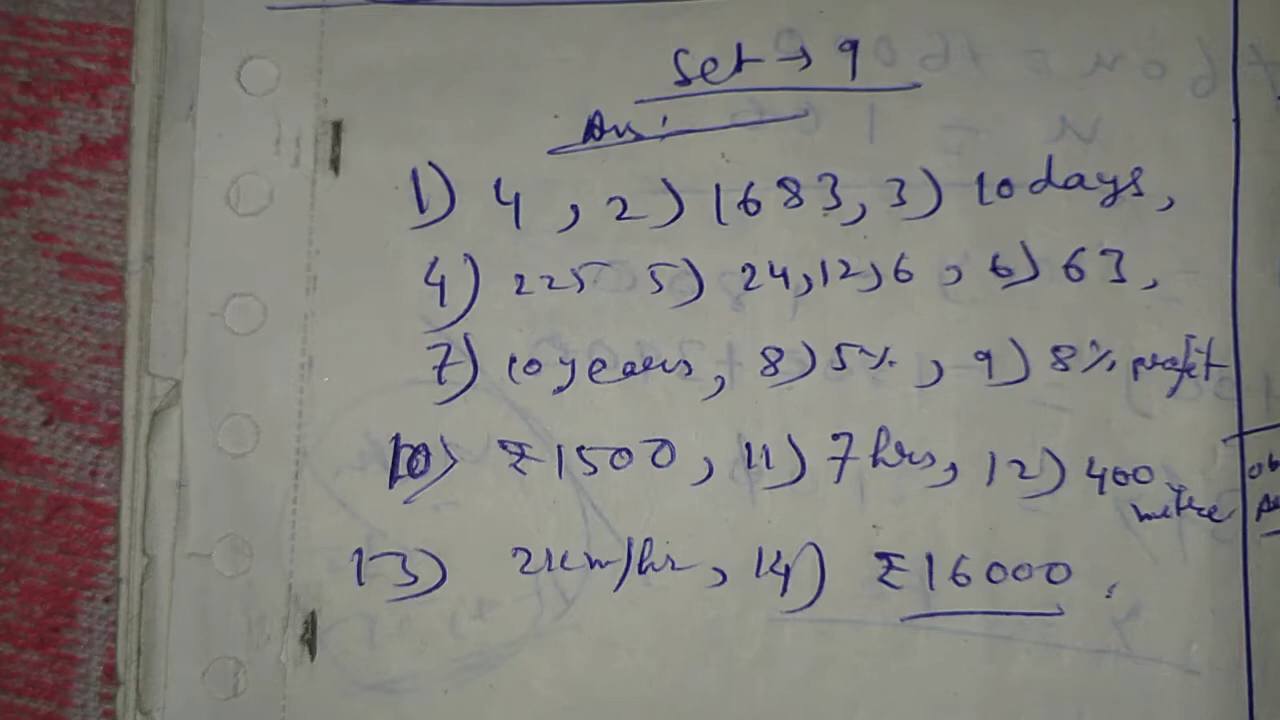 Set → 9
Ans:
1) 4, 2) 1683, 3) 10 days,
4) 225 5) 24, 12, 6, 6) 63,
7) 10 years, 8) 5%, 9) 8% profit
10) ₹1500, 11) 7 hrs, 12) 400
metre
13) 2km/hr, 14) ₹16000.